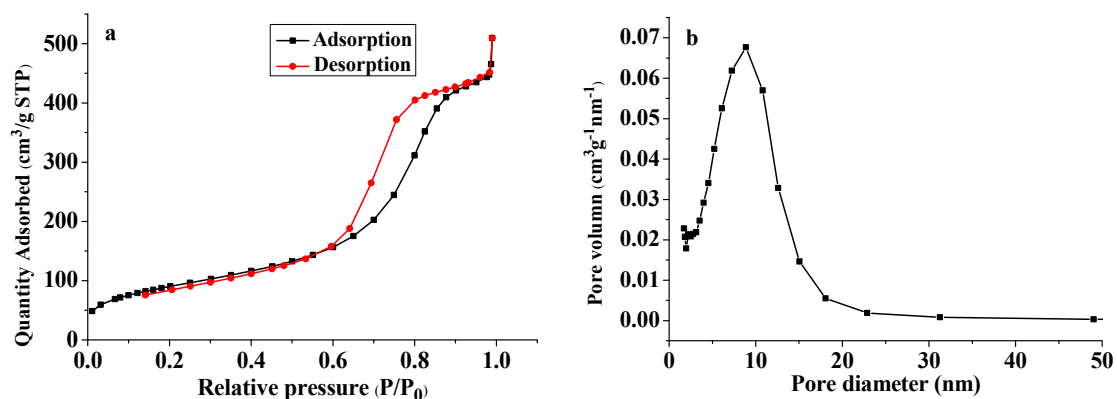 a
Adsorption
Desorption
Quantity Adsorbed (cm³/g STP)
500
400
300
200
100
0
0.0 0.2 0.4 0.6 0.8 1.0
Relative pressure (P/P₀)
b
Pore volumn (cm³g⁻¹nm⁻¹)
0.07
0.06
0.05
0.04
0.03
0.02
0.01
0.00
0 10 20 30 40 50
Pore diameter (nm)